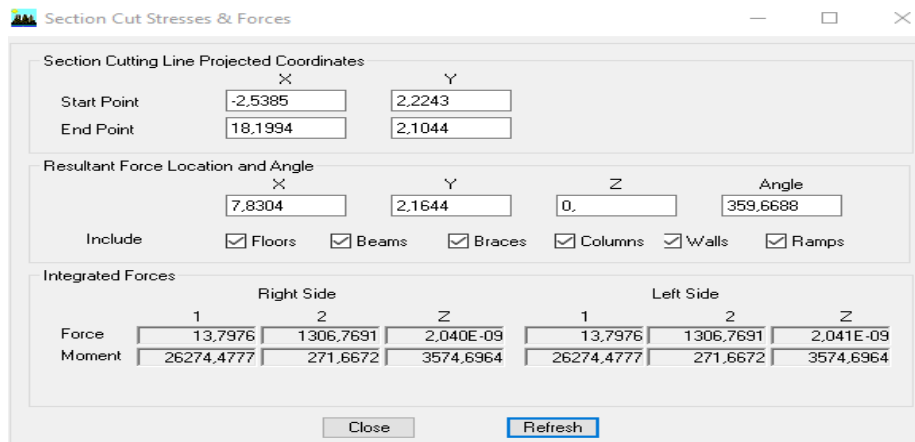 Section Cut Stresses & Forces
Section Cutting Line Projected Coordinates
X Y
Start Point -2,5385 2,2243
End Point 18,1994 2,1044
Resultant Force Location and Angle
X Y Z Angle
7,8304 2,1644 0, 359,6688
Include Floors Beams Braces Columns Walls Ramps
Integrated Forces
Right Side Left Side
1 2 Z 1 2 Z
Force 13,7976 1306,7691 2,040E-09 13,7976 1306,7691 2,041E-09
Moment 26274,4777 271,6672 3574,6964 26274,4777 271,6672 3574,6964
Close Refresh